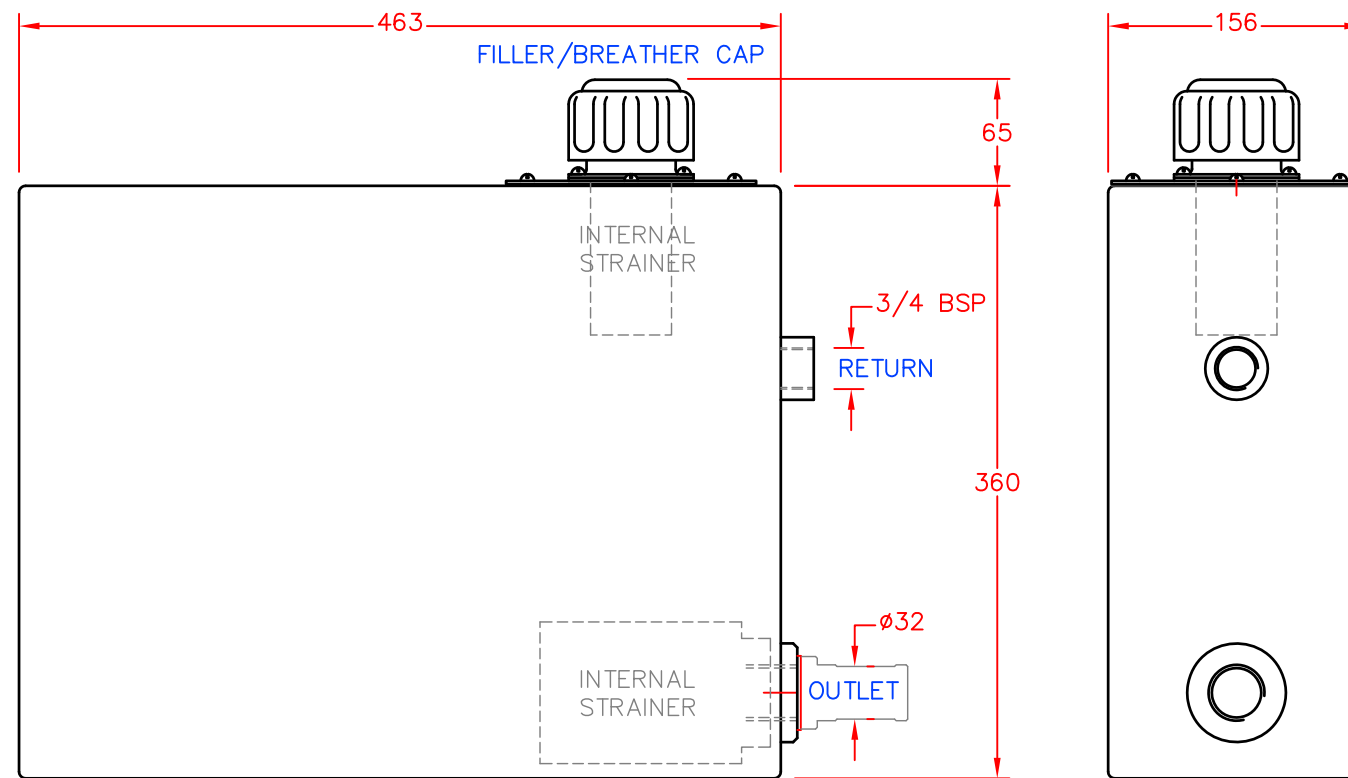 463
156
FILLER/BREATHER CAP
65
INTERNAL
STRAINER
3/4 BSP
RETURN
360
ø32
INTERNAL
STRAINER
OUTLET